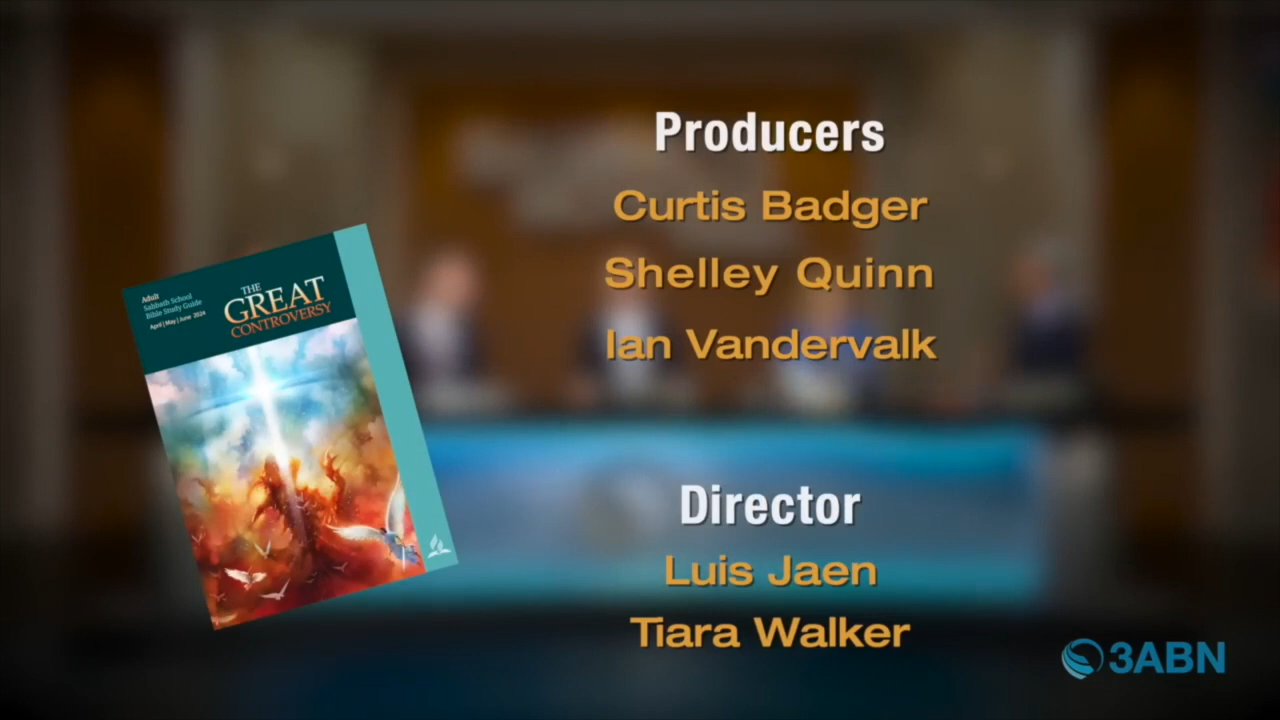 Producers
Curtis Badger
Shelley Quinn
Ian Vandervalk
Director
Luis Jaen
Tiara Walker
Adult
Sabbath School
Bible Study Guide
April | May | June 2024
THE
GREAT
CONTROVERSY
3ABN